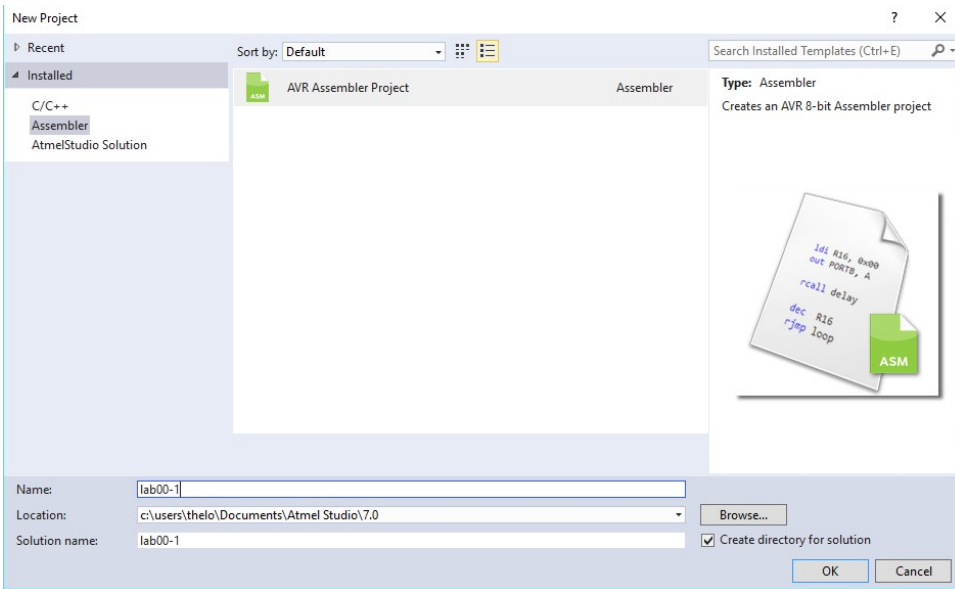 New Project
? ×
Recent
Sort by: Default
Search Installed Templates (Ctrl+E)
Installed
C/C++
Assembler
AtmelStudio Solution
AVR Assembler Project Assembler
ASM
Type: Assembler
Creates an AVR 8-bit Assembler project
ldi R16, 0x00
out PORTB, A
rcall delay
dec R16
rjmp loop
ASM
Name: lab00-1
Location: c:\users\thelo\Documents\Atmel Studio\7.0 Browse...
Solution name: lab00-1 Create directory for solution
OK Cancel